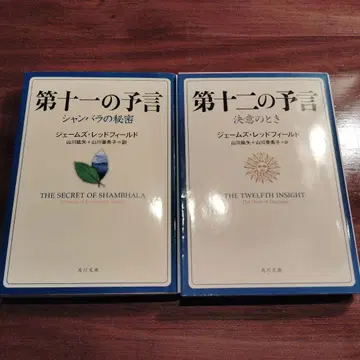 第十一の予言
シャンバラの秘密
ジェームズ・レッドフィールド
山川紘矢+山川亜希子=訳
THE SECRET OF SHAMBHALA
角川文庫
第十二の予言
決意のとき
ジェームズ・レッドフィールド
山川紘矢+山川亜希子=訳
THE TWELFTH INSIGHT
The Hour of Decision
角川文庫